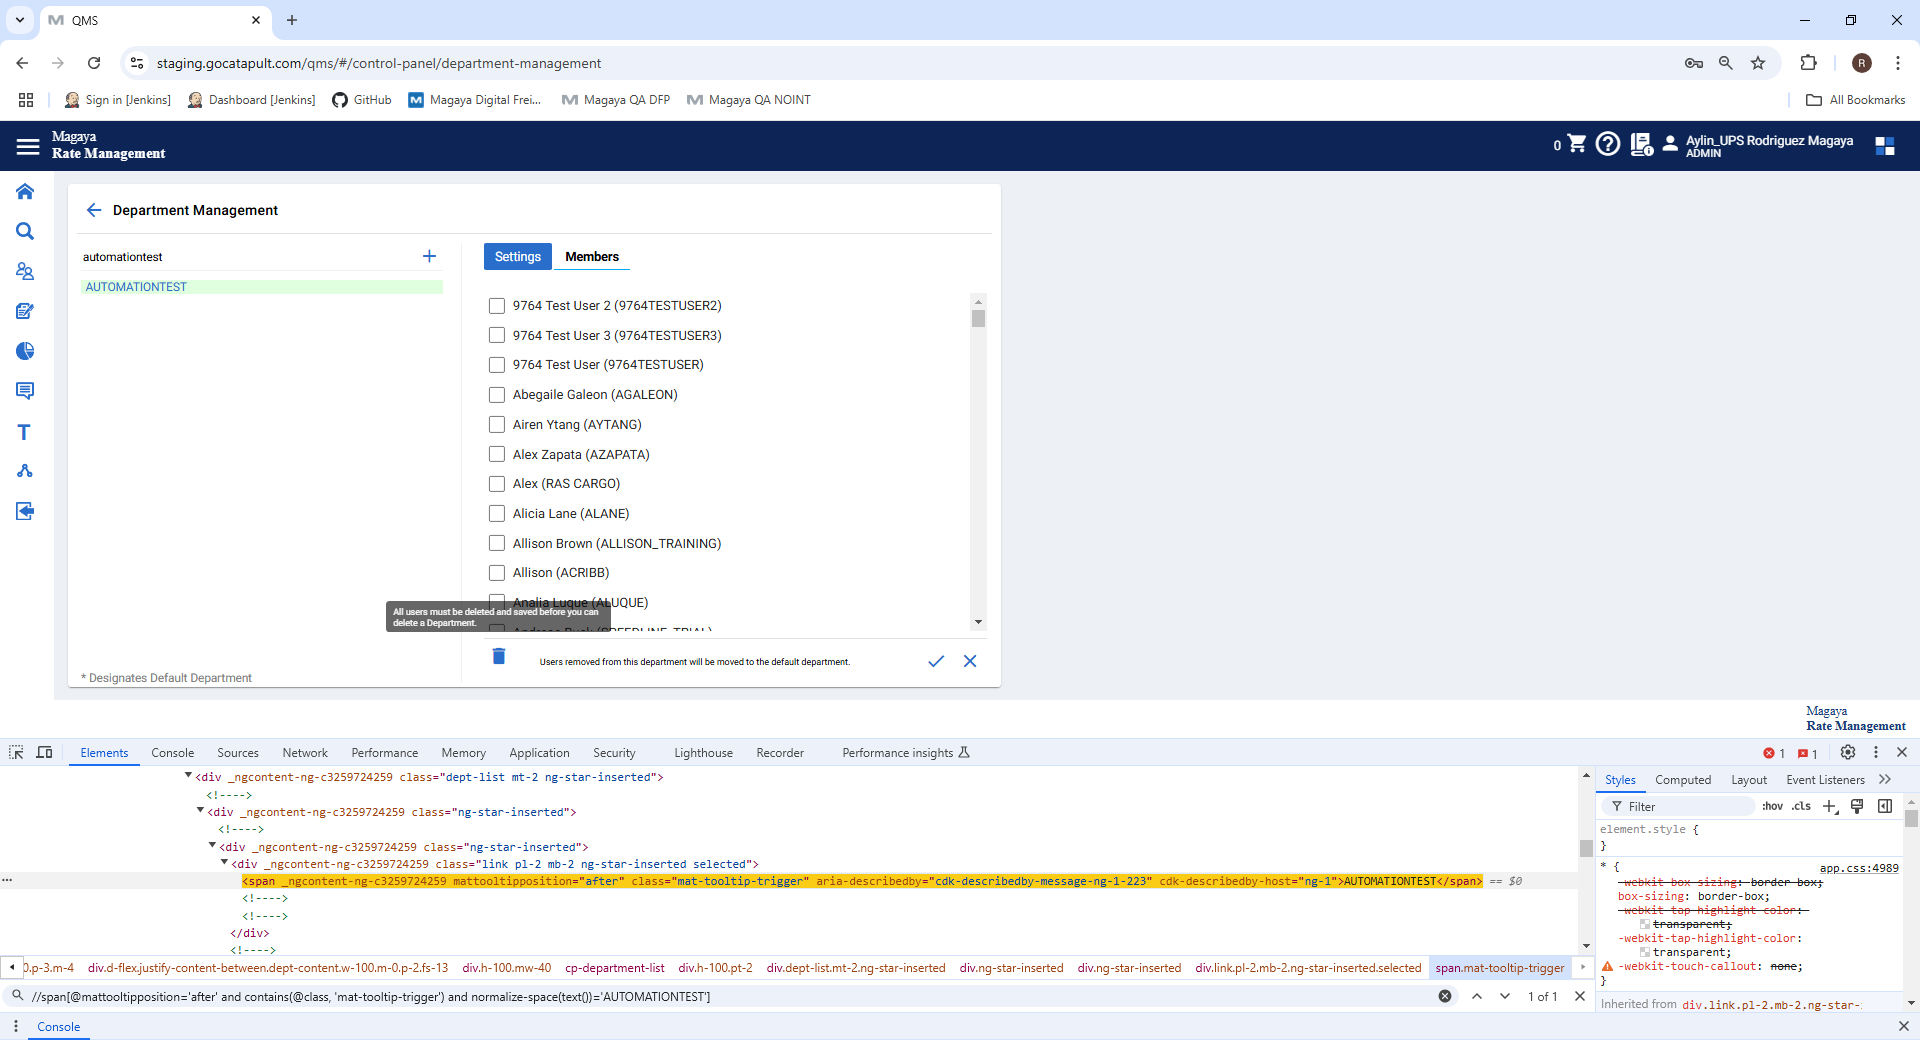 QMS
staging.gocatapult.com/qms/#/control-panel/department-management
R
Sign in [Jenkins]
Dashboard [Jenkins]
GitHub
Magaya Digital Frei...
Magaya QA DFP
Magaya QA NOINT
All Bookmarks
Magaya
Rate Management
0
Aylin_UPS Rodriguez Magaya
ADMIN
Department Management
automationtest
AUTOMATIONTEST
* Designates Default Department
Settings
Members
9764 Test User 2 (9764TESTUSER2)
9764 Test User 3 (9764TESTUSER3)
9764 Test User (9764TESTUSER)
Abegaile Galeon (AGALEON)
Airen Ytang (AYTANG)
Alex Zapata (AZAPATA)
Alex (RAS CARGO)
Alicia Lane (ALANE)
Allison Brown (ALLISON_TRAINING)
Allison (ACRIBB)
Analia Luque (ALUQUE)
All users must be deleted and saved before you can
delete a Department.
Users removed from this department will be moved to the default department.
Magaya
Rate Management
Elements
Console
Sources
Network
Performance
Memory
Application
Security
Lighthouse
Recorder
Performance insights
1
1
<div _ngcontent-ng-c3259724259 class="dept-list mt-2 ng-star-inserted">
<!---->
<div _ngcontent-ng-c3259724259 class="ng-star-inserted">
<!---->
<div _ngcontent-ng-c3259724259 class="ng-star-inserted">
<div _ngcontent-ng-c3259724259 class="link pl-2 mb-2 ng-star-inserted selected">
<span _ngcontent-ng-c3259724259 mattooltipposition="after" class="mat-tooltip-trigger" aria-describedby="cdk-describedby-message-ng-1-223" cdk-describedby-host="ng-1">AUTOMATIONTEST</span> == $0
<!---->
<!---->
</div>
<!---->
0.p-3.m-4
div.d-flex.justify-content-between.dept-content.w-100.m-0.p-2.fs-13
div.h-100.mw-40
cp-department-list
div.h-100.pt-2
div.dept-list.mt-2.ng-star-inserted
div.ng-star-inserted
div.ng-star-inserted
div.link.pl-2.mb-2.ng-star-inserted.selected
span.mat-tooltip-trigger
//span[@mattooltipposition='after' and contains(@class, 'mat-tooltip-trigger') and normalize-space(text())='AUTOMATIONTEST']
1 of 1
Console
Styles
Computed
Layout
Event Listeners
Filter
:hov
.cls
element.style {
}
* {
app.css:4989
-webkit-box-sizing: border-box;
box-sizing: border-box;
-webkit-tap-highlight-color:
transparent;
-webkit-tap-highlight-color:
transparent;
-webkit-touch-callout: none;
}
Inherited from div.link.pl-2.mb-2.ng-star-